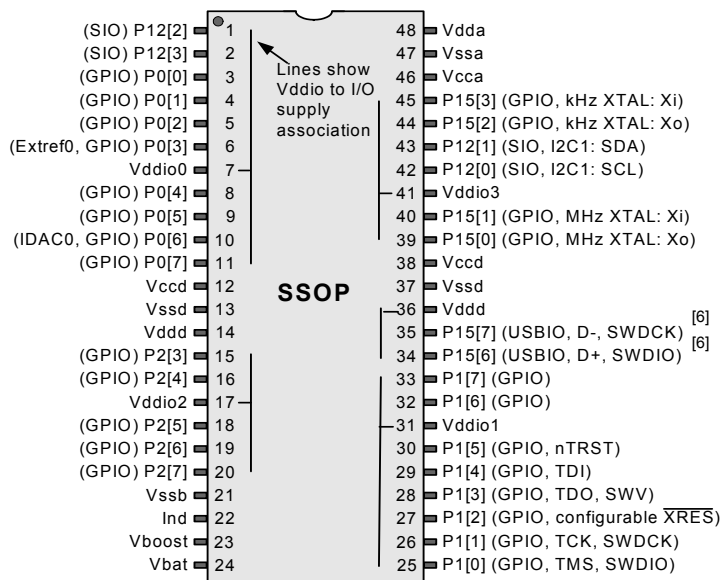 (SIO) P12[2] 1 48 Vdda
(SIO) P12[3] 2 47 Vssa
(GPIO) P0[0] 3 46 Vcca
(GPIO) P0[1] 4 45 P15[3] (GPIO, kHz XTAL: Xi)
(GPIO) P0[2] 5 44 P15[2] (GPIO, kHz XTAL: Xo)
(Extref0, GPIO) P0[3] 6 43 P12[1] (SIO, I2C1: SDA)
Vddio0 7 42 P12[0] (SIO, I2C1: SCL)
(GPIO) P0[4] 8 41 Vddio3
(GPIO) P0[5] 9 40 P15[1] (GPIO, MHz XTAL: Xi)
(IDAC0, GPIO) P0[6] 10 39 P15[0] (GPIO, MHz XTAL: Xo)
(GPIO) P0[7] 11 38 Vccd
Vccd 12 37 Vssd
Vssd 13 36 Vddd
Vddd 14 35 P15[7] (USBIO, D-, SWDCK) [6]
(GPIO) P2[3] 15 34 P15[6] (USBIO, D+, SWDIO) [6]
(GPIO) P2[4] 16 33 P1[7] (GPIO)
Vddio2 17 32 P1[6] (GPIO)
(GPIO) P2[5] 18 31 Vddio1
(GPIO) P2[6] 19 30 P1[5] (GPIO, nTRST)
(GPIO) P2[7] 20 29 P1[4] (GPIO, TDI)
Vssb 21 28 P1[3] (GPIO, TDO, SWV)
Ind 22 27 P1[2] (GPIO, configurable XRES)
Vboost 23 26 P1[1] (GPIO, TCK, SWDCK)
Vbat 24 25 P1[0] (GPIO, TMS, SWDIO)
Lines show
Vddio to I/O
supply
association
SSOP